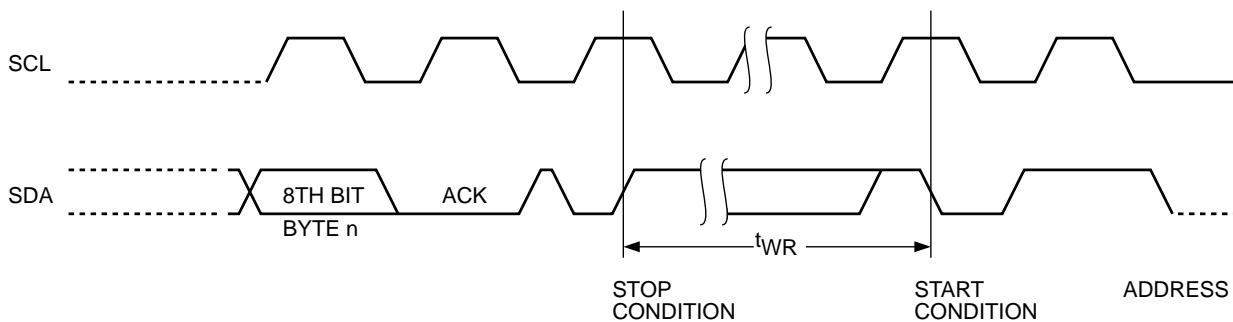 SCL
SDA
8TH BIT
ACK
BYTE n
tWR
STOP
CONDITION
START
CONDITION
ADDRESS